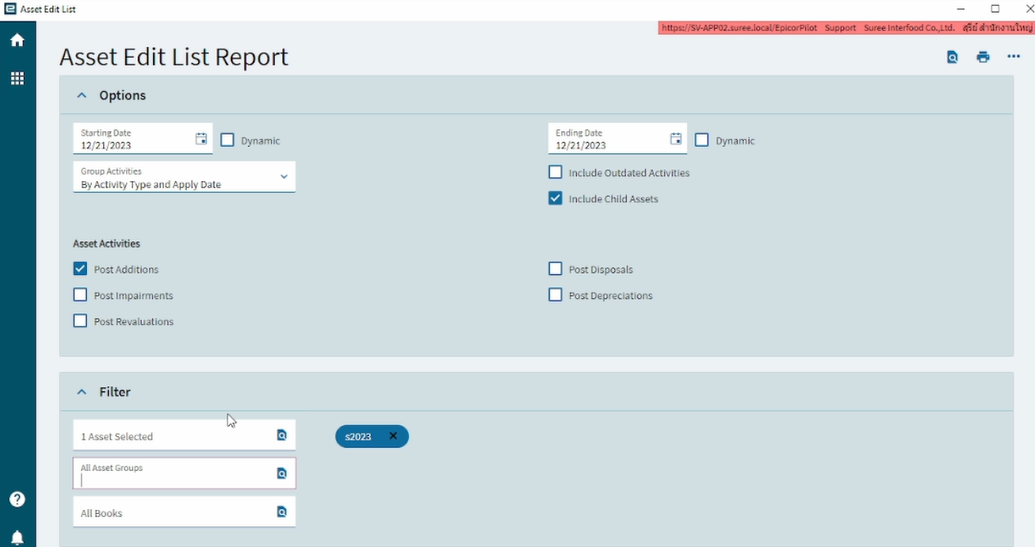 Asset Edit List
https://SV-APP02.suree.local/EpicorPilot Support Suree Interfood Co.,Ltd. สุรีย์ สำนักงานใหญ่
Asset Edit List Report
Options
Starting Date
12/21/2023
Dynamic
Ending Date
12/21/2023
Dynamic
Group Activities
By Activity Type and Apply Date
Include Outdated Activities
Include Child Assets
Asset Activities
Post Additions
Post Disposals
Post Impairments
Post Depreciations
Post Revaluations
Filter
1 Asset Selected
s2023
All Asset Groups
All Books